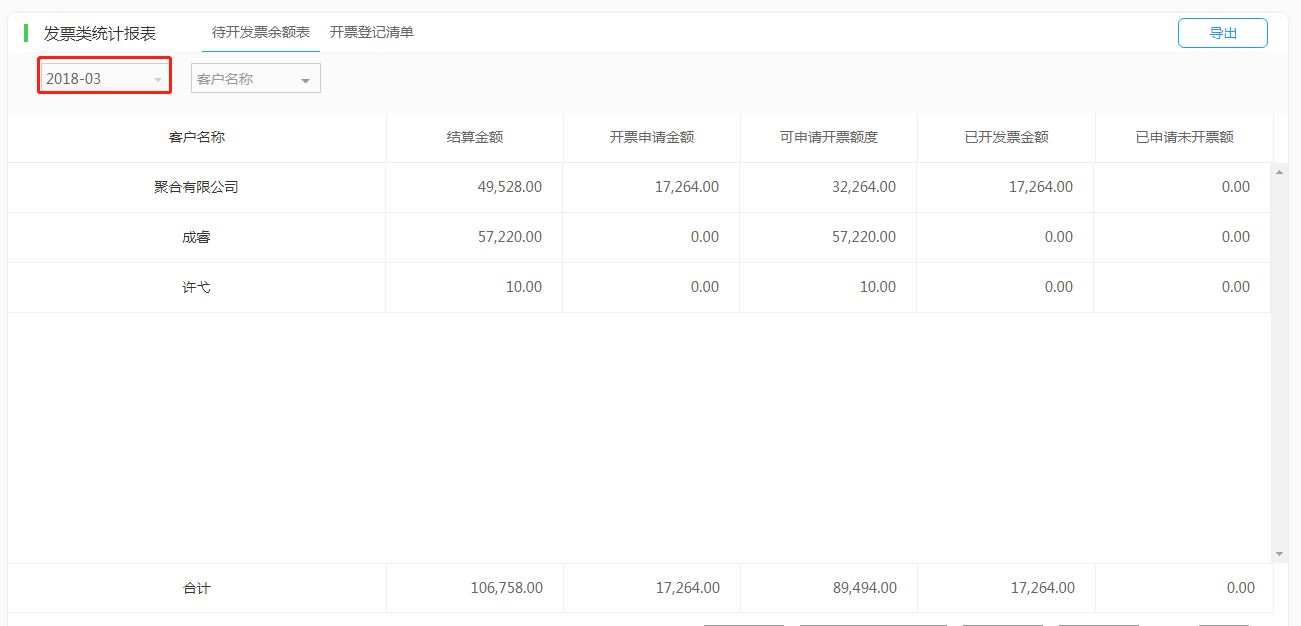 发票类统计报表 待开发票余额表 开票登记清单 导出
2018-03 客户名称
客户名称 结算金额 开票申请金额 可申请开票额度 已开发票金额 已申请未开票额
聚合有限公司 49,528.00 17,264.00 32,264.00 17,264.00 0.00
成睿 57,220.00 0.00 57,220.00 0.00 0.00
许弋 10.00 0.00 10.00 0.00 0.00
合计 106,758.00 17,264.00 89,494.00 17,264.00 0.00